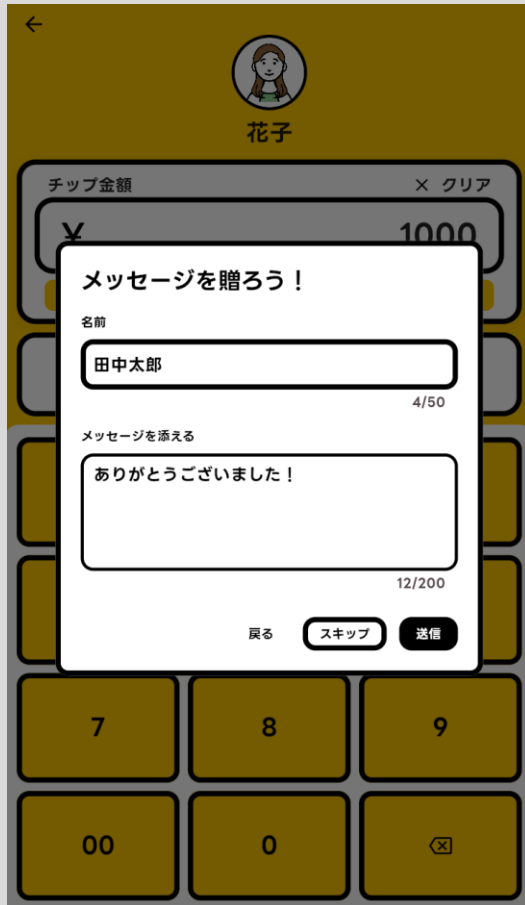 花子
チップ金額
× クリア
¥ 1000
メッセージを贈ろう！
名前
田中太郎
4/50
メッセージを添える
ありがとうございました！
12/200
戻る スキップ 送信
7 8 9
00 0